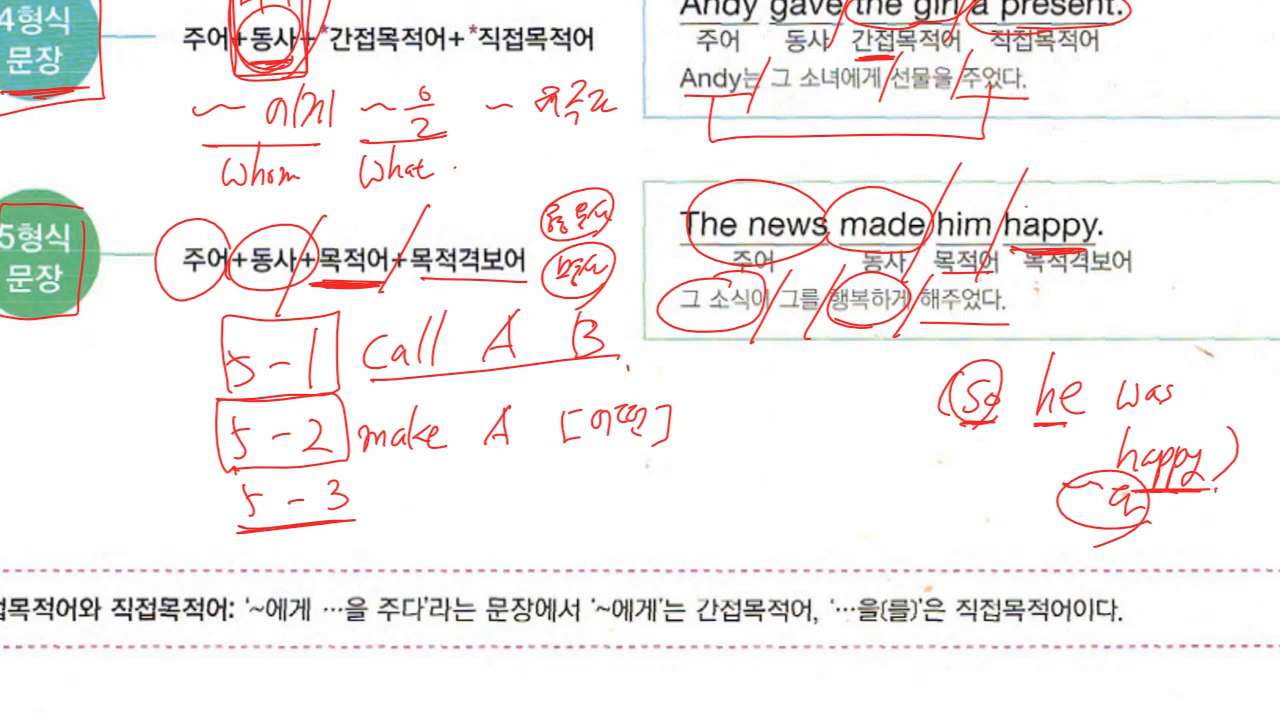 4형식
문장
주어+동사+*간접목적어+*직접목적어
~ 에게 ~ 을 ~ 해주고
whom what
Andy gave the girl a present.
주어 동사 간접목적어 직접목적어
Andy는 그 소녀에게 선물을 주었다.
5형식
문장
주어+동사+목적어+목적격보어
5-1 call A B
5-2 make A [어떤]
5-3
The news made him happy.
주어 동사 목적어 목적격보어
그 소식이 그를 행복하게 해주었다.
(So he was
happy)
접목적어와 직접목적어: '~에게 …을 주다'라는 문장에서 '~에게'는 간접목적어, '…을(를)'은 직접목적어이다.